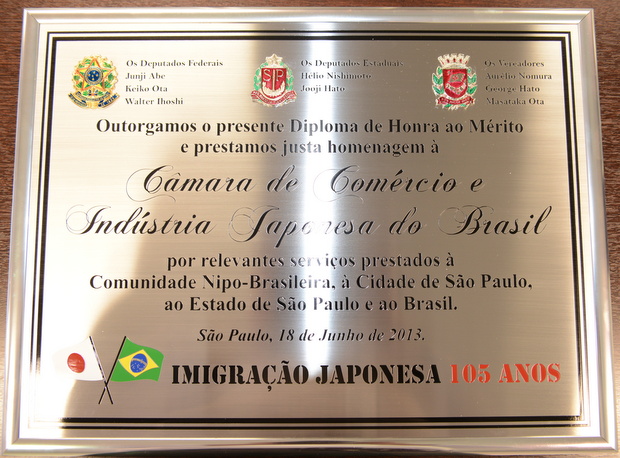 Os Deputados Federais
Junji Abe
Keiko Ota
Walter Ihoshi
Os Deputados Estaduais
Hélio Nishimoto
Jooji Hato
Os Vereadores
Aurélio Nomura
George Hato
Masataka Ota
Outorgamos o presente Diploma de Honra ao Mérito
e prestamos justa homenagem à
Câmara de Comércio e
Indústria Japonesa do Brasil
por relevantes serviços prestados à
Comunidade Nipo-Brasileira, à Cidade de São Paulo,
ao Estado de São Paulo e ao Brasil.
São Paulo, 18 de Junho de 2013.
IMIGRAÇÃO JAPONESA 105 ANOS